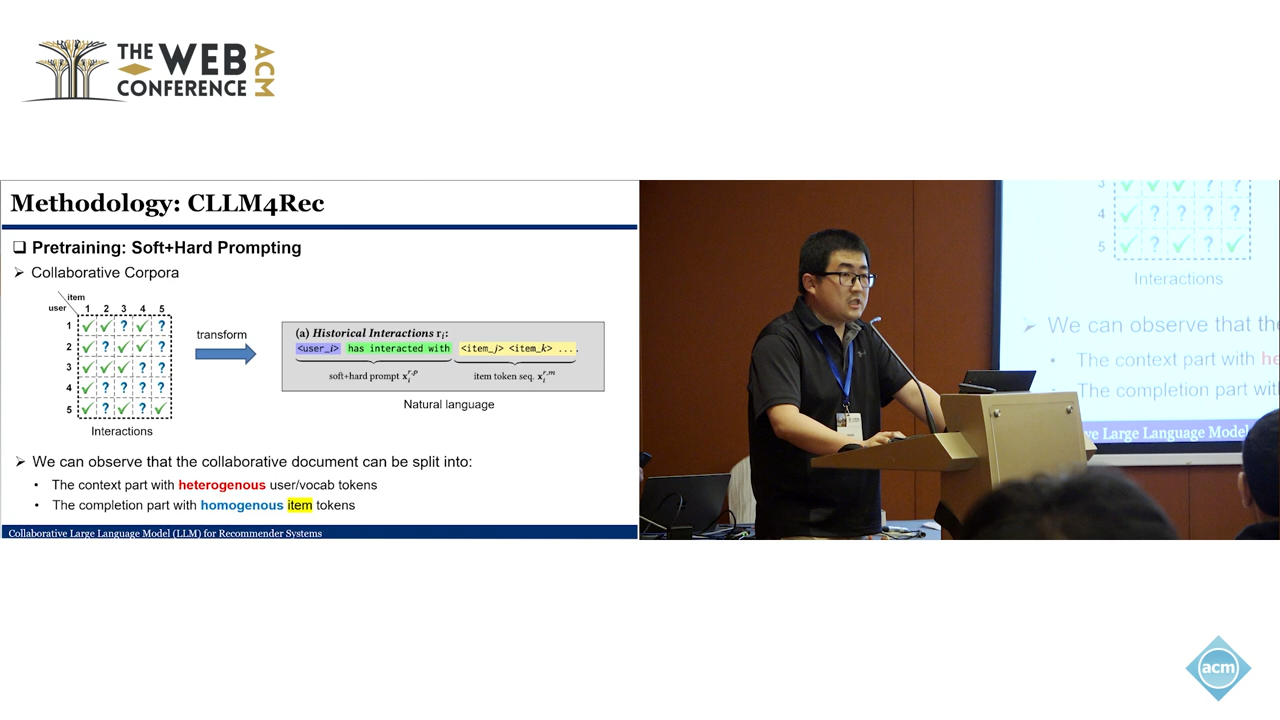 THE WEB
CONFERENCE
ACM
Methodology: CLLM4Rec
❑ Pretraining: Soft+Hard Prompting
➤ Collaborative Corpora
item
user 1 2 3 4 5
1 ✓ ✓ ? ✓ ?
2 ✓ ? ✓ ✓ ?
3 ✓ ✓ ✓ ? ?
4 ✓ ? ? ? ?
5 ✓ ? ✓ ? ✓
Interactions
transform
(a) Historical Interactions rᵢ:
<user_i> has interacted with <item_j> <item_k> ....
soft+hard prompt x_i^{r,p} item token seq. x_i^{r,m}
Natural language
➤ We can observe that the collaborative document can be split into:
• The context part with heterogenous user/vocab tokens
• The completion part with homogenous item tokens
Collaborative Large Language Model (LLM) for Recommender Systems
3 ✓ ✓ ✓ ? ?
4 ✓ ? ? ? ?
5 ✓ ? ✓ ? ✓
Interactions
➤ We can observe that the
• The context part with he
• The completion part wit
ve Large Language Model
acm